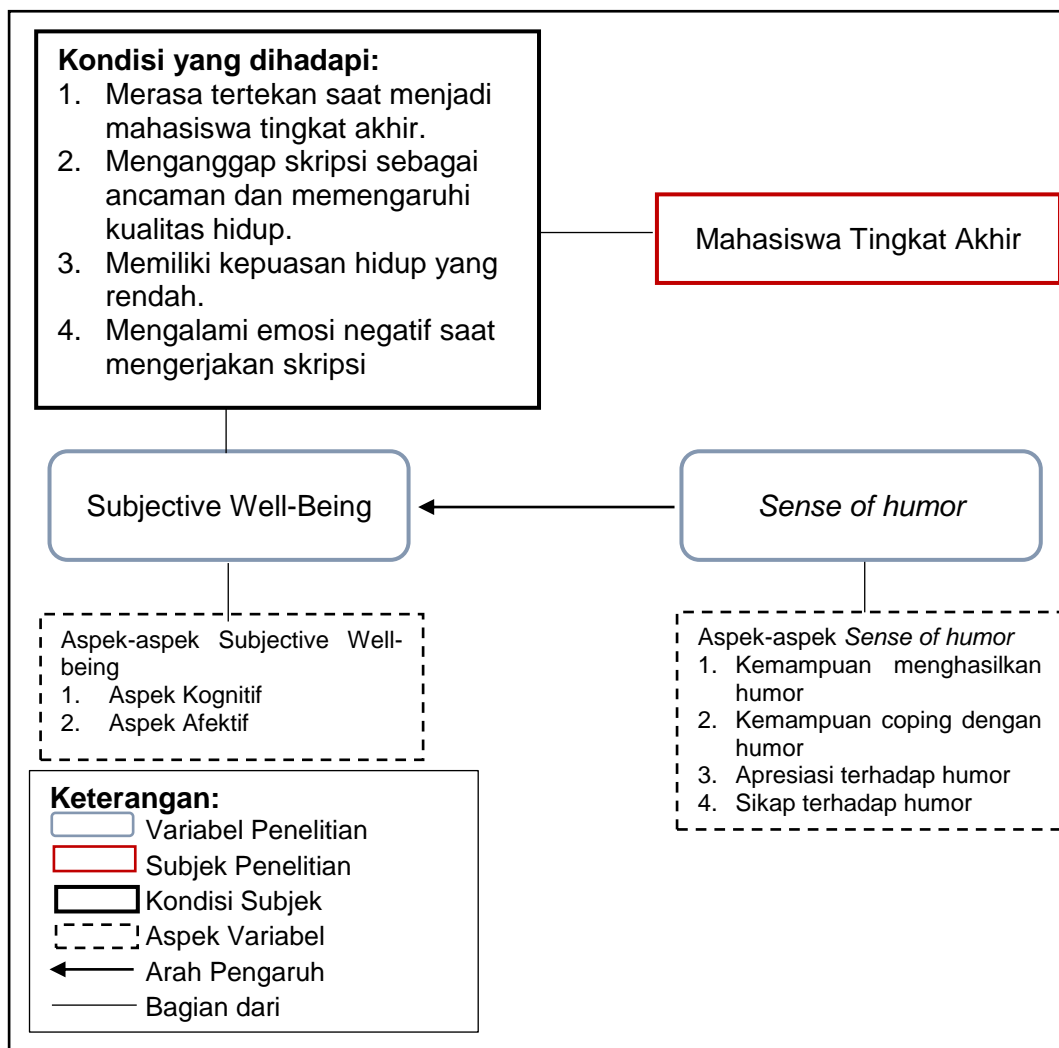 Kondisi yang dihadapi:
1. Merasa tertekan saat menjadi
mahasiswa tingkat akhir.
2. Menganggap skripsi sebagai
ancaman dan memengaruhi
kualitas hidup.
3. Memiliki kepuasan hidup yang
rendah.
4. Mengalami emosi negatif saat
mengerjakan skripsi
Mahasiswa Tingkat Akhir
Subjective Well-Being
Sense of humor
Aspek-aspek Subjective Well-
being
1. Aspek Kognitif
2. Aspek Afektif
Aspek-aspek Sense of humor
1. Kemampuan menghasilkan
humor
2. Kemampuan coping dengan
humor
3. Apresiasi terhadap humor
4. Sikap terhadap humor
Keterangan:
Variabel Penelitian
Subjek Penelitian
Kondisi Subjek
Aspek Variabel
Arah Pengaruh
Bagian dari